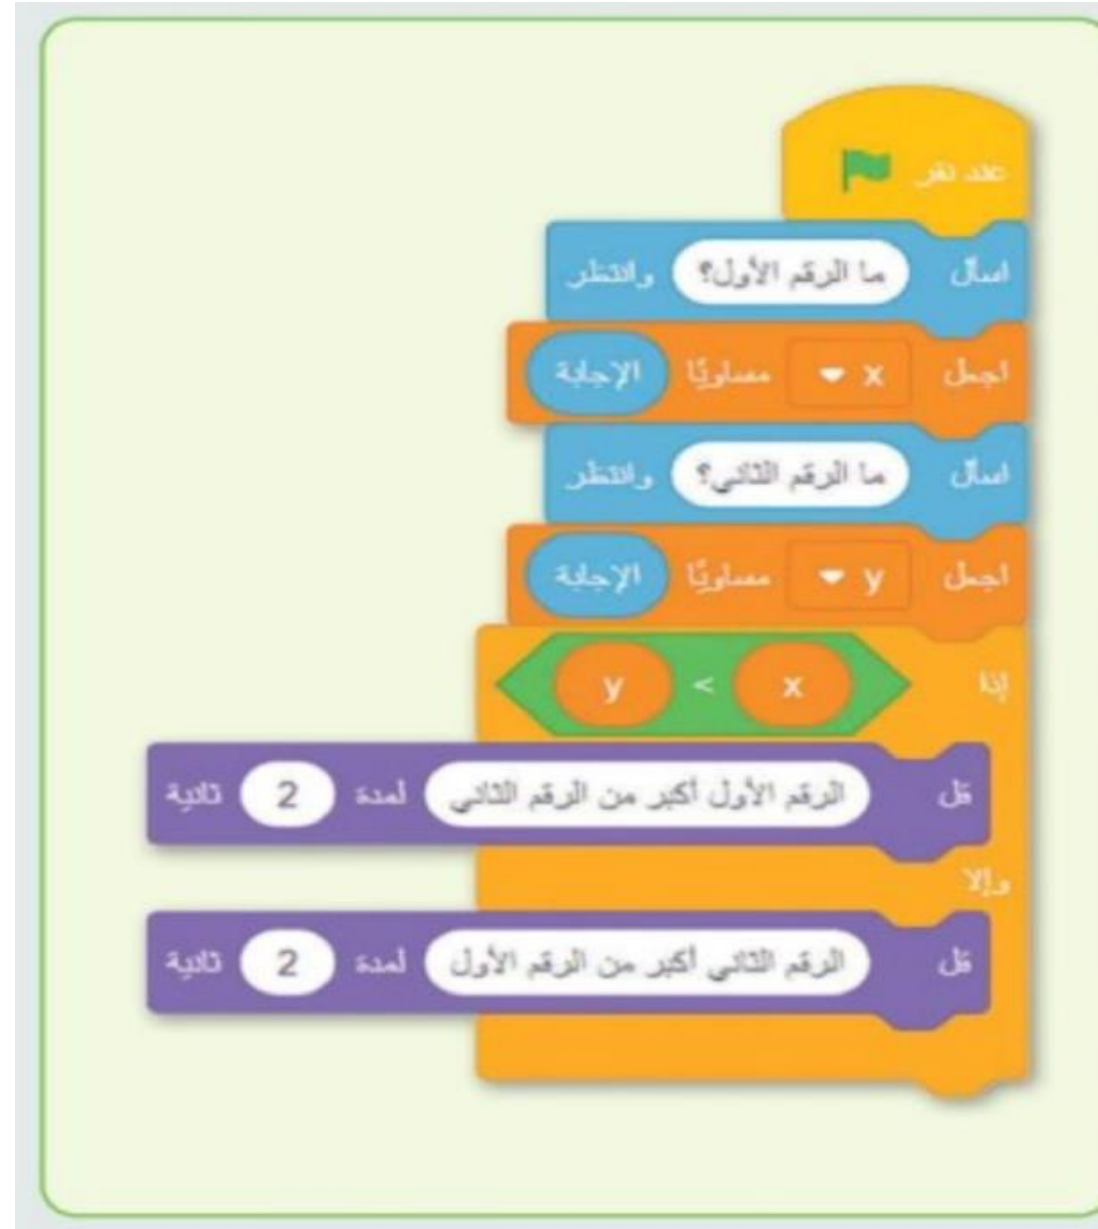 عند نقر
اسأل ما الرقم الأول؟ وانتظر
اجعل x مساويًا الإجابة
اسأل ما الرقم الثاني؟ وانتظر
اجعل y مساويًا الإجابة
إذا x < y
قل الرقم الأول أكبر من الرقم الثاني لمدة 2 ثانية
وإلا
قل الرقم الثاني أكبر من الرقم الأول لمدة 2 ثانية